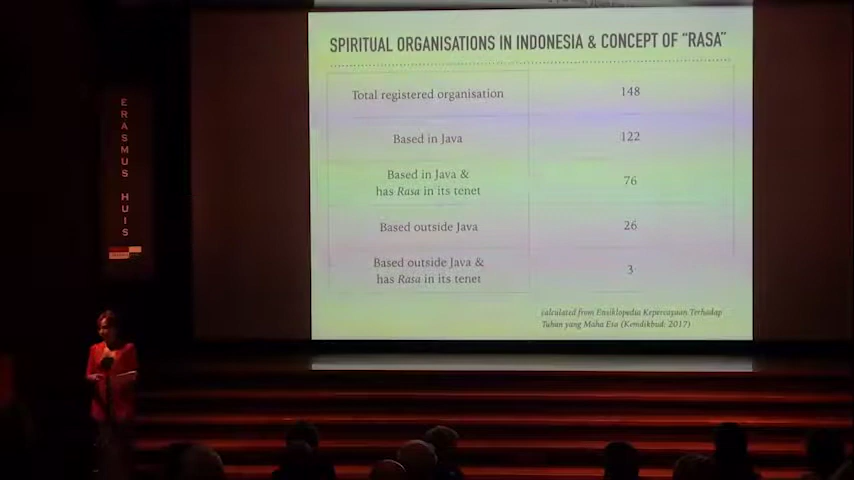 SPIRITUAL ORGANISATIONS IN INDONESIA & CONCEPT OF "RASA"
Total registered organisation 148
Based in Java 122
Based in Java &
has Rasa in its tenet 76
Based outside Java 26
Based outside Java &
has Rasa in its tenet 3
calculated from Ensiklopedia Kepercayaan Terhadap
Tuhan yang Maha Esa (Kemdikbud: 2017)
ERASMUS HUIS